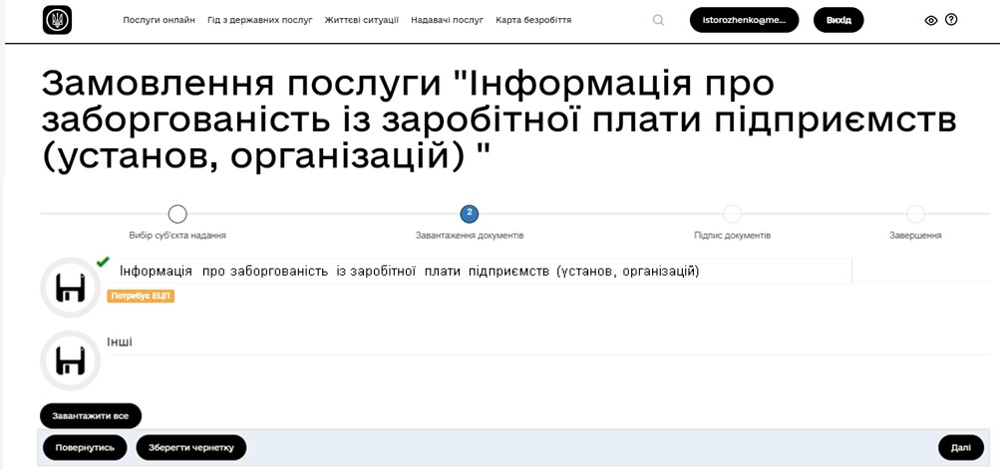 Послуги онлайн Гід з державних послуг Життєві ситуації Надавачі послуг Карта безробіття istorozhenko@me... Вихід
Замовлення послуги "Інформація про
заборгованість із заробітної плати підприємств
(установ, організацій) "
2
Вибір суб'єкта надання Завантаження документів Підпис документів Завершення
Інформація про заборгованість із заробітної плати підприємств (установ, організацій)
Потребує ЕЦП
Інші
Завантажити все
Повернутись Зберегти чернетку Далі